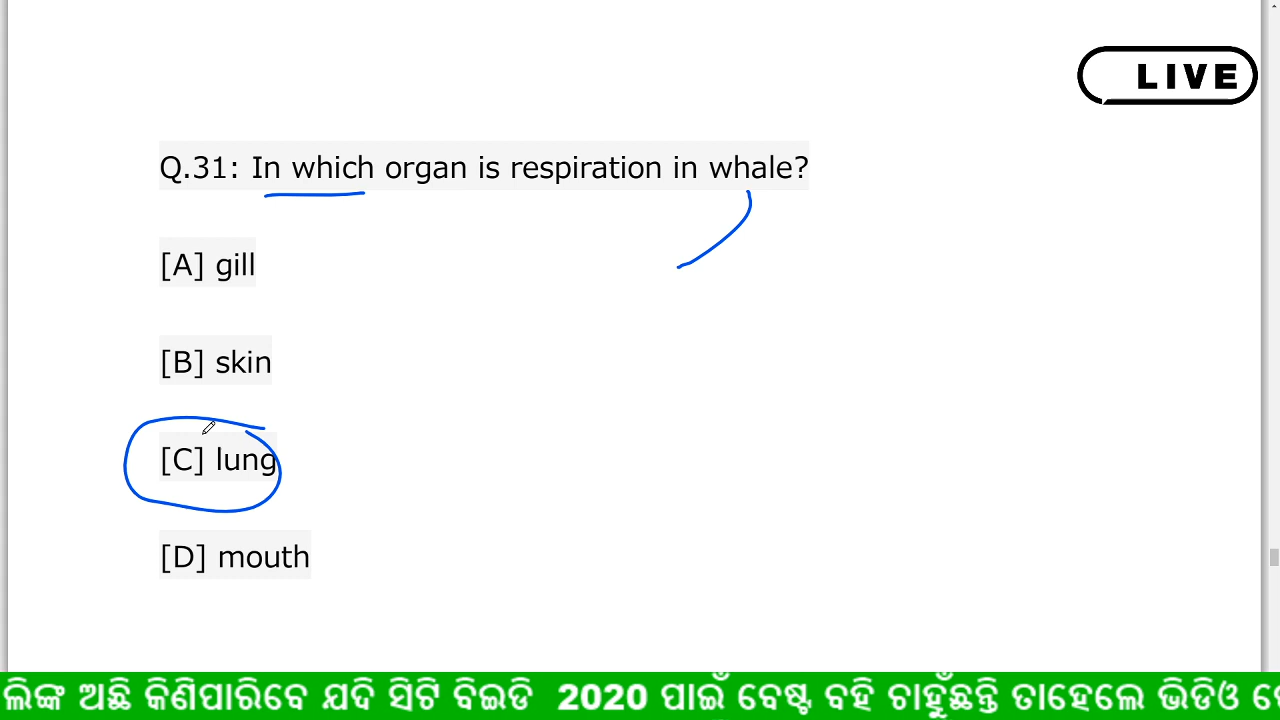 LIVE
Q.31: In which organ is respiration in whale?
[A] gill
[B] skin
[C] lung
[D] mouth
ଲିଙ୍କ ଅଛି କିଣିପାରିବେ ଯଦି ସିଟି ବିଇଡି 2020 ପାଇଁ ବେଷ୍ଟ ବହି ଚାହୁଁଛନ୍ତି ତାହେଲେ ଭିଡିଓ